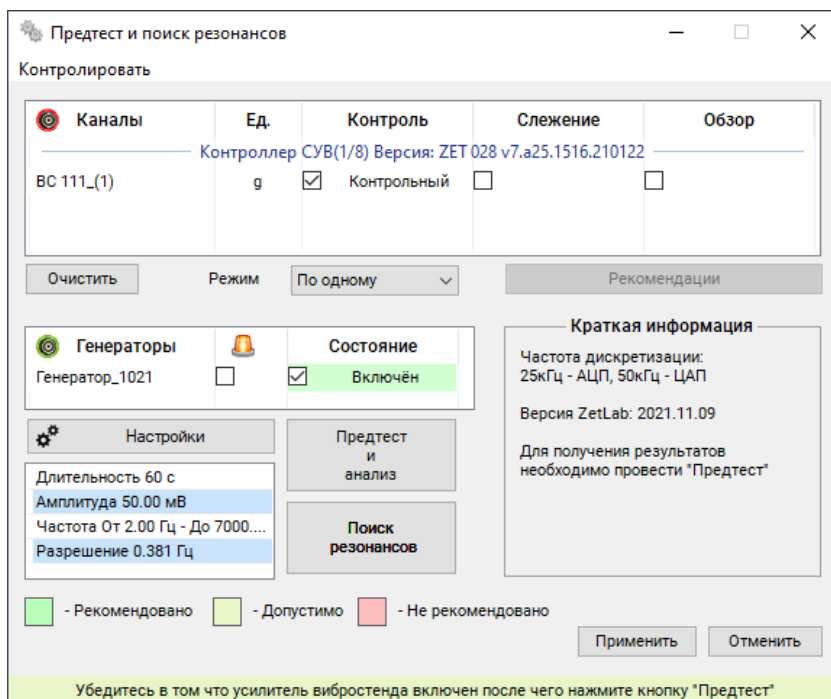 Предтест и поиск резонансов
Контролировать
Каналы Ед. Контроль Слежение Обзор
Контроллер СУВ(1/8) Версия: ZET 028 v7.a25.1516.210122
ВС 111_(1) g Контрольный
Очистить Режим По одному Рекомендации
Генераторы Состояние
Генератор_1021 Включён
Краткая информация
Частота дискретизации:
25кГц - АЦП, 50кГц - ЦАП
Версия ZetLab: 2021.11.09
Для получения результатов
необходимо провести "Предтест"
Настройки
Предтест
и
анализ
Длительность 60 с
Амплитуда 50.00 мВ
Частота От 2.00 Гц - До 7000....
Разрешение 0.381 Гц
Поиск
резонансов
- Рекомендовано - Допустимо - Не рекомендовано
Применить Отменить
Убедитесь в том что усилитель вибростенда включен после чего нажмите кнопку "Предтест"